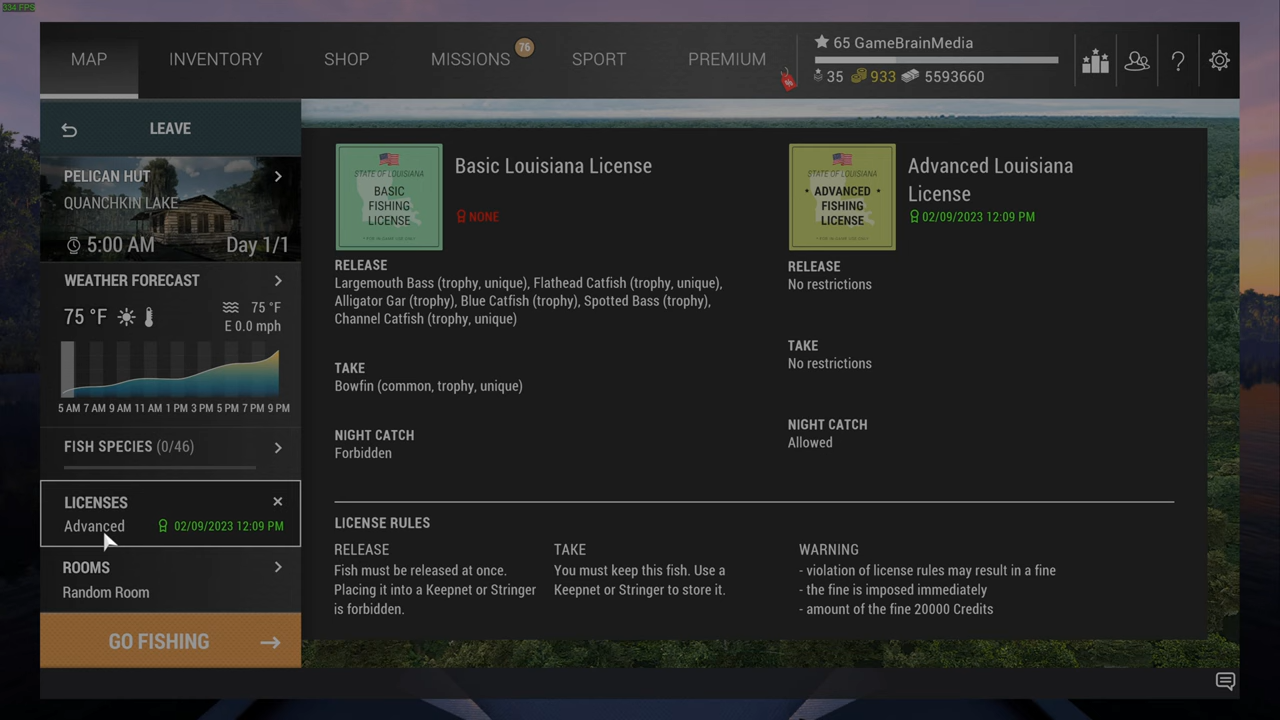 334 FPS
MAP
INVENTORY
SHOP
MISSIONS
76
SPORT
PREMIUM
65 GameBrainMedia
35 933 5593660
LEAVE
PELICAN HUT
QUANCHKIN LAKE
5:00 AM Day 1/1
WEATHER FORECAST
75 °F 75 °F
E 0.0 mph
5 AM 7 AM 9 AM 11 AM 1 PM 3 PM 5 PM 7 PM 9 PM
FISH SPECIES (0/46)
LICENSES
Advanced 02/09/2023 12:09 PM
ROOMS
Random Room
GO FISHING
STATE OF LOUISIANA
BASIC
FISHING
LICENSE
Basic Louisiana License
NONE
RELEASE
Largemouth Bass (trophy, unique), Flathead Catfish (trophy, unique),
Alligator Gar (trophy), Blue Catfish (trophy), Spotted Bass (trophy),
Channel Catfish (trophy, unique)
TAKE
Bowfin (common, trophy, unique)
NIGHT CATCH
Forbidden
STATE OF LOUISIANA
• ADVANCED •
FISHING
LICENSE
Advanced Louisiana
License
02/09/2023 12:09 PM
RELEASE
No restrictions
TAKE
No restrictions
NIGHT CATCH
Allowed
LICENSE RULES
RELEASE
Fish must be released at once.
Placing it into a Keepnet or Stringer
is forbidden.
TAKE
You must keep this fish. Use a
Keepnet or Stringer to store it.
WARNING
- violation of license rules may result in a fine
- the fine is imposed immediately
- amount of the fine 20000 Credits